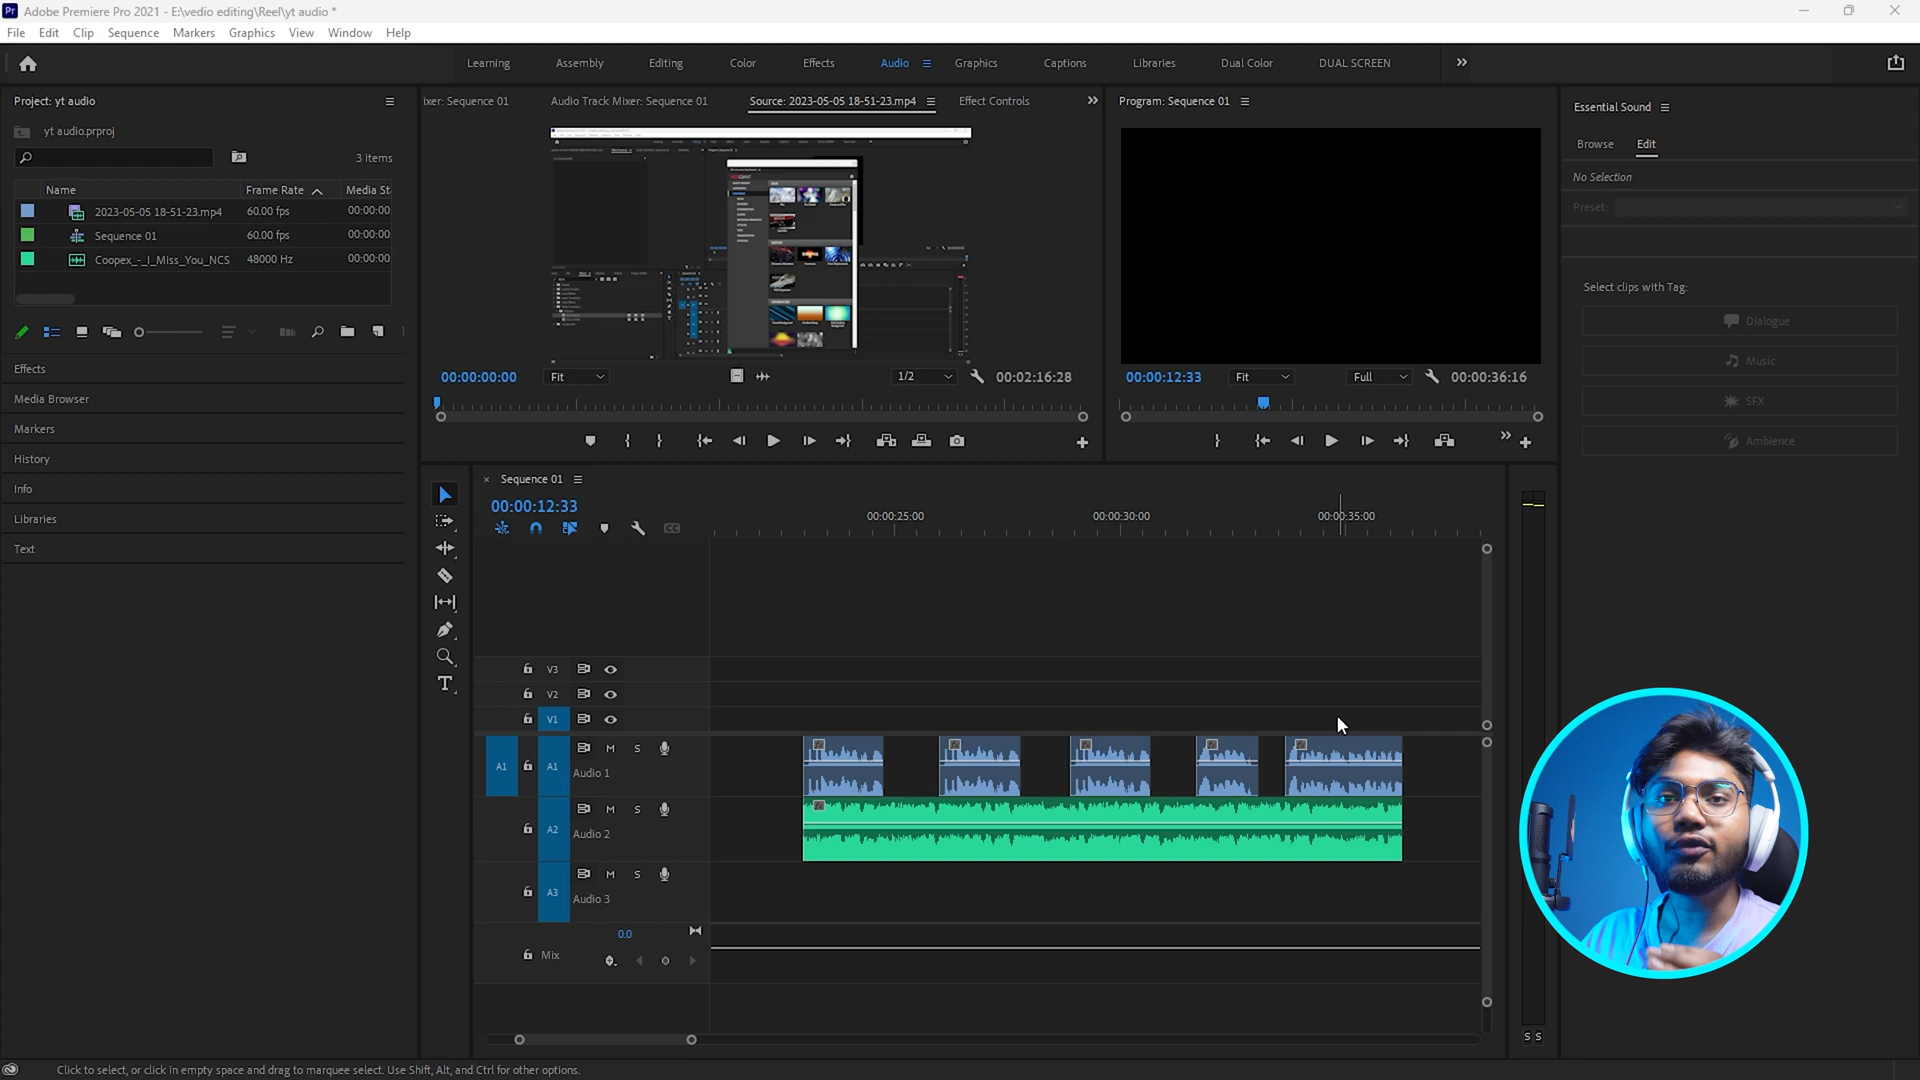 Pr Adobe Premiere Pro 2021 - E:\vedio editing\Reel\yt audio *
File Edit Clip Sequence Markers Graphics View Window Help
Learning Assembly Editing Color Effects Audio Graphics Captions Libraries Dual Color DUAL SCREEN
Project: yt audio
yt audio.prproj
3 items
Name Frame Rate Media St
2023-05-05 18-51-23.mp4 60.00 fps 00:00:00
Sequence 01 60.00 fps 00:00:00
Coopex_-_I_Miss_You_NCS 48000 Hz 00:00:00
Effects
Media Browser
Markers
History
Info
Libraries
Text
ixer: Sequence 01 Audio Track Mixer: Sequence 01 Source: 2023-05-05 18-51-23.mp4 Effect Controls
00:00:00:00 Fit 1/2 00:02:16:28
Program: Sequence 01
00:00:12:33 Fit Full 00:00:36:16
Essential Sound
Browse Edit
No Selection
Preset:
Select clips with Tag:
Dialogue
Music
SFX
Ambience
× Sequence 01
00:00:12:33
00:00:25:00 00:00:30:00 00:00:35:00
V3
V2
V1
A1 A1 M S
Audio 1
A2 M S
Audio 2
A3 M S
Audio 3
0.0
Mix
S S
Click to select, or click in empty space and drag to marquee select. Use Shift, Alt, and Ctrl for other options.